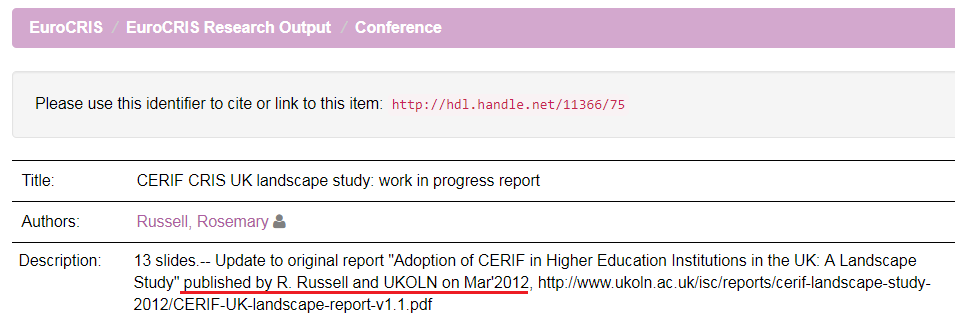 EuroCRIS / EuroCRIS Research Output / Conference
Please use this identifier to cite or link to this item: http://hdl.handle.net/11366/75
Title: CERIF CRIS UK landscape study: work in progress report
Authors: Russell, Rosemary
Description: 13 slides.-- Update to original report "Adoption of CERIF in Higher Education Institutions in the UK: A Landscape
Study" published by R. Russell and UKOLN on Mar'2012, http://www.ukoln.ac.uk/isc/reports/cerif-landscape-study-
2012/CERIF-UK-landscape-report-v1.1.pdf